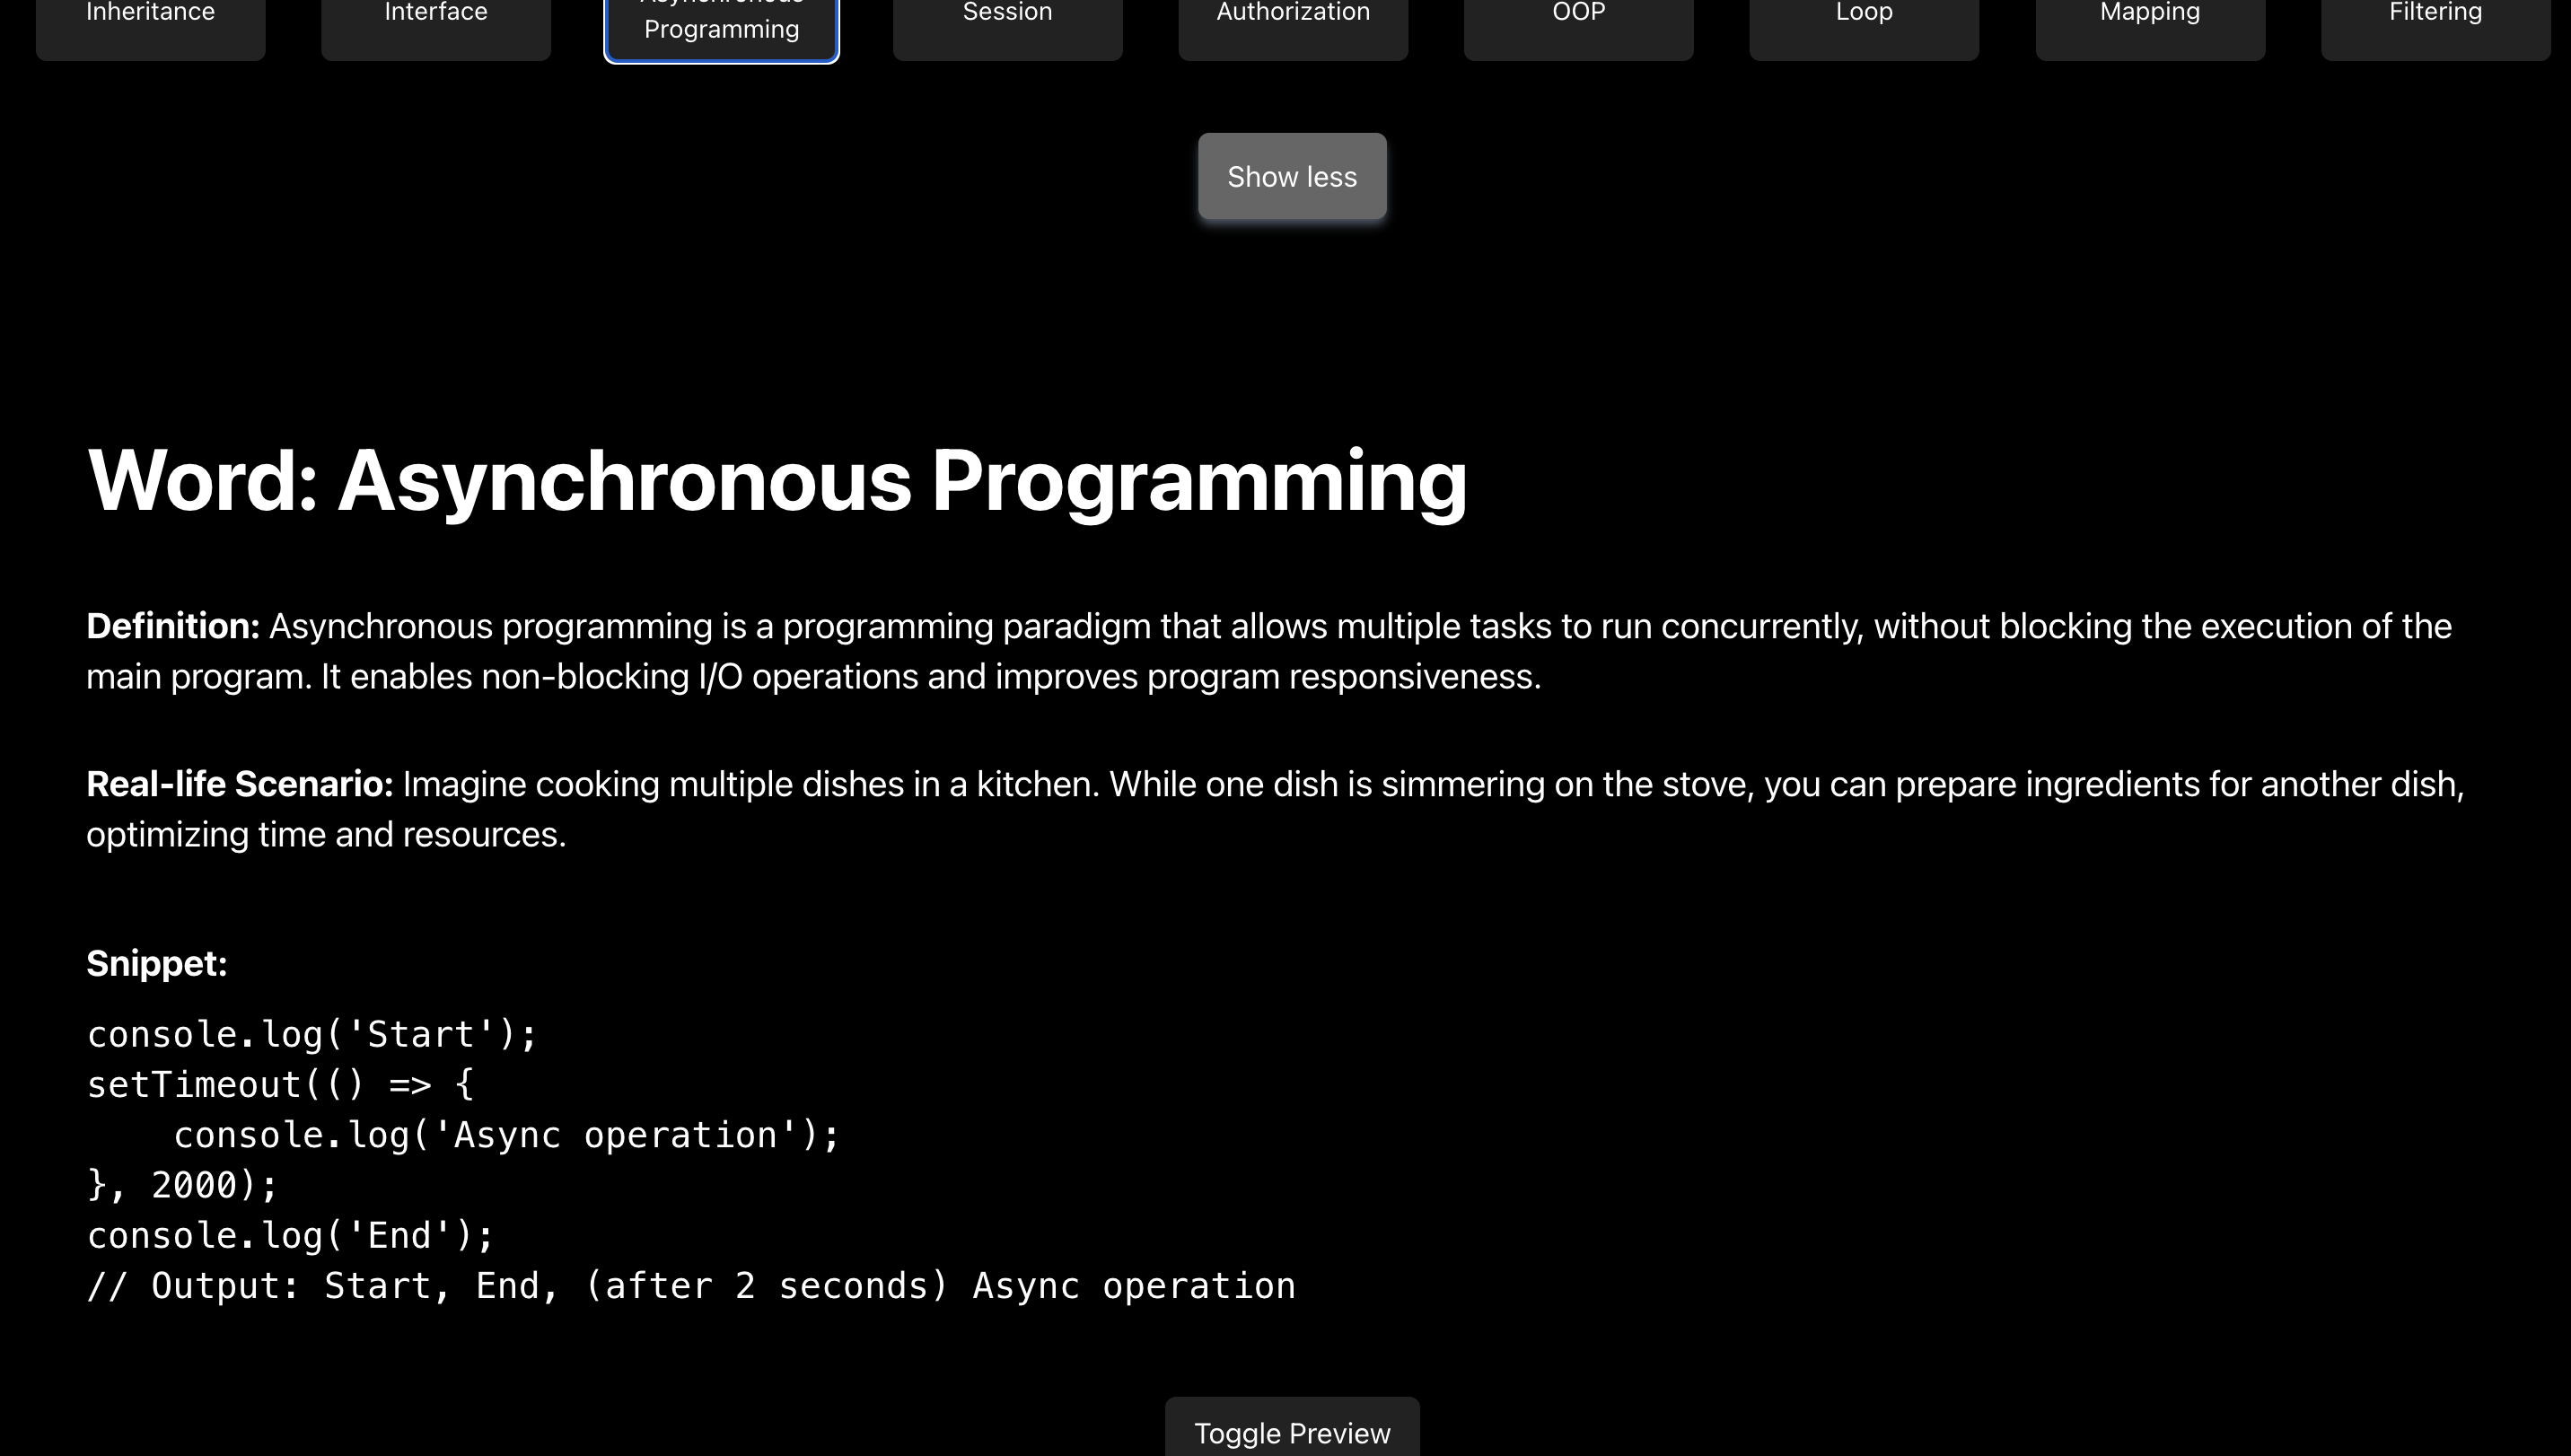 Inheritance
Interface
Asynchronous
Programming
Session
Authorization
OOP
Loop
Mapping
Filtering
Show less
Word: Asynchronous Programming
Definition: Asynchronous programming is a programming paradigm that allows multiple tasks to run concurrently, without blocking the execution of the
main program. It enables non-blocking I/O operations and improves program responsiveness.
Real-life Scenario: Imagine cooking multiple dishes in a kitchen. While one dish is simmering on the stove, you can prepare ingredients for another dish,
optimizing time and resources.
Snippet:
console.log('Start');
setTimeout(() => {
    console.log('Async operation');
}, 2000);
console.log('End');
// Output: Start, End, (after 2 seconds) Async operation
Toggle Preview